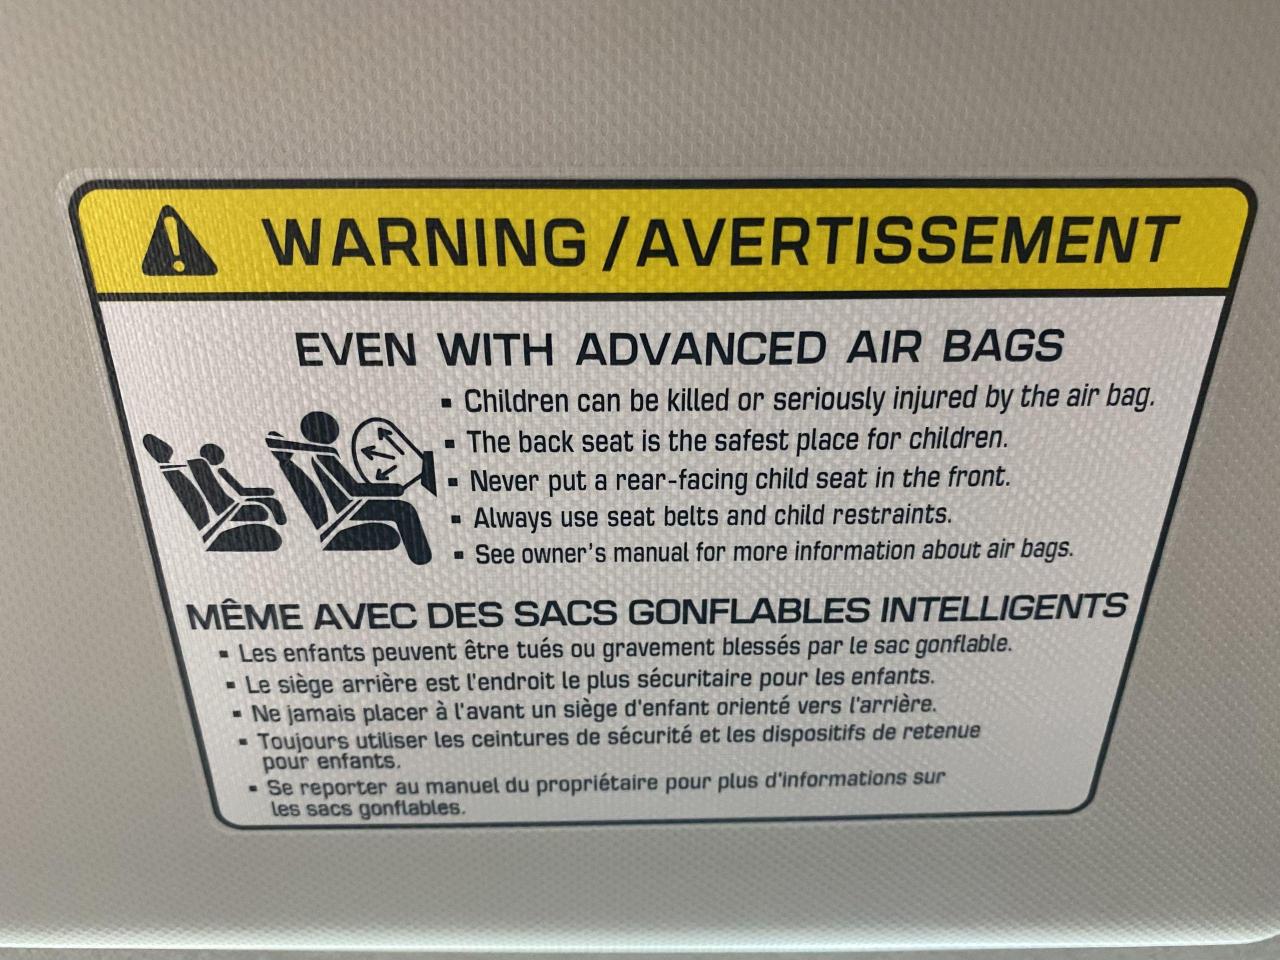 WARNING/AVERTISSEMENT
EVEN WITH ADVANCED AIR BAGS
▪ Children can be killed or seriously injured by the air bag.
▪ The back seat is the safest place for children.
▪ Never put a rear-facing child seat in the front.
▪ Always use seat belts and child restraints.
▪ See owner's manual for more information about air bags.
MÊME AVEC DES SACS GONFLABLES INTELLIGENTS
▪ Les enfants peuvent être tués ou gravement blessés par le sac gonflable.
▪ Le siège arrière est l'endroit le plus sécuritaire pour les enfants.
▪ Ne jamais placer à l'avant un siège d'enfant orienté vers l'arrière.
▪ Toujours utiliser les ceintures de sécurité et les dispositifs de retenue
pour enfants.
▪ Se reporter au manuel du propriétaire pour plus d'informations sur
les sacs gonflables.